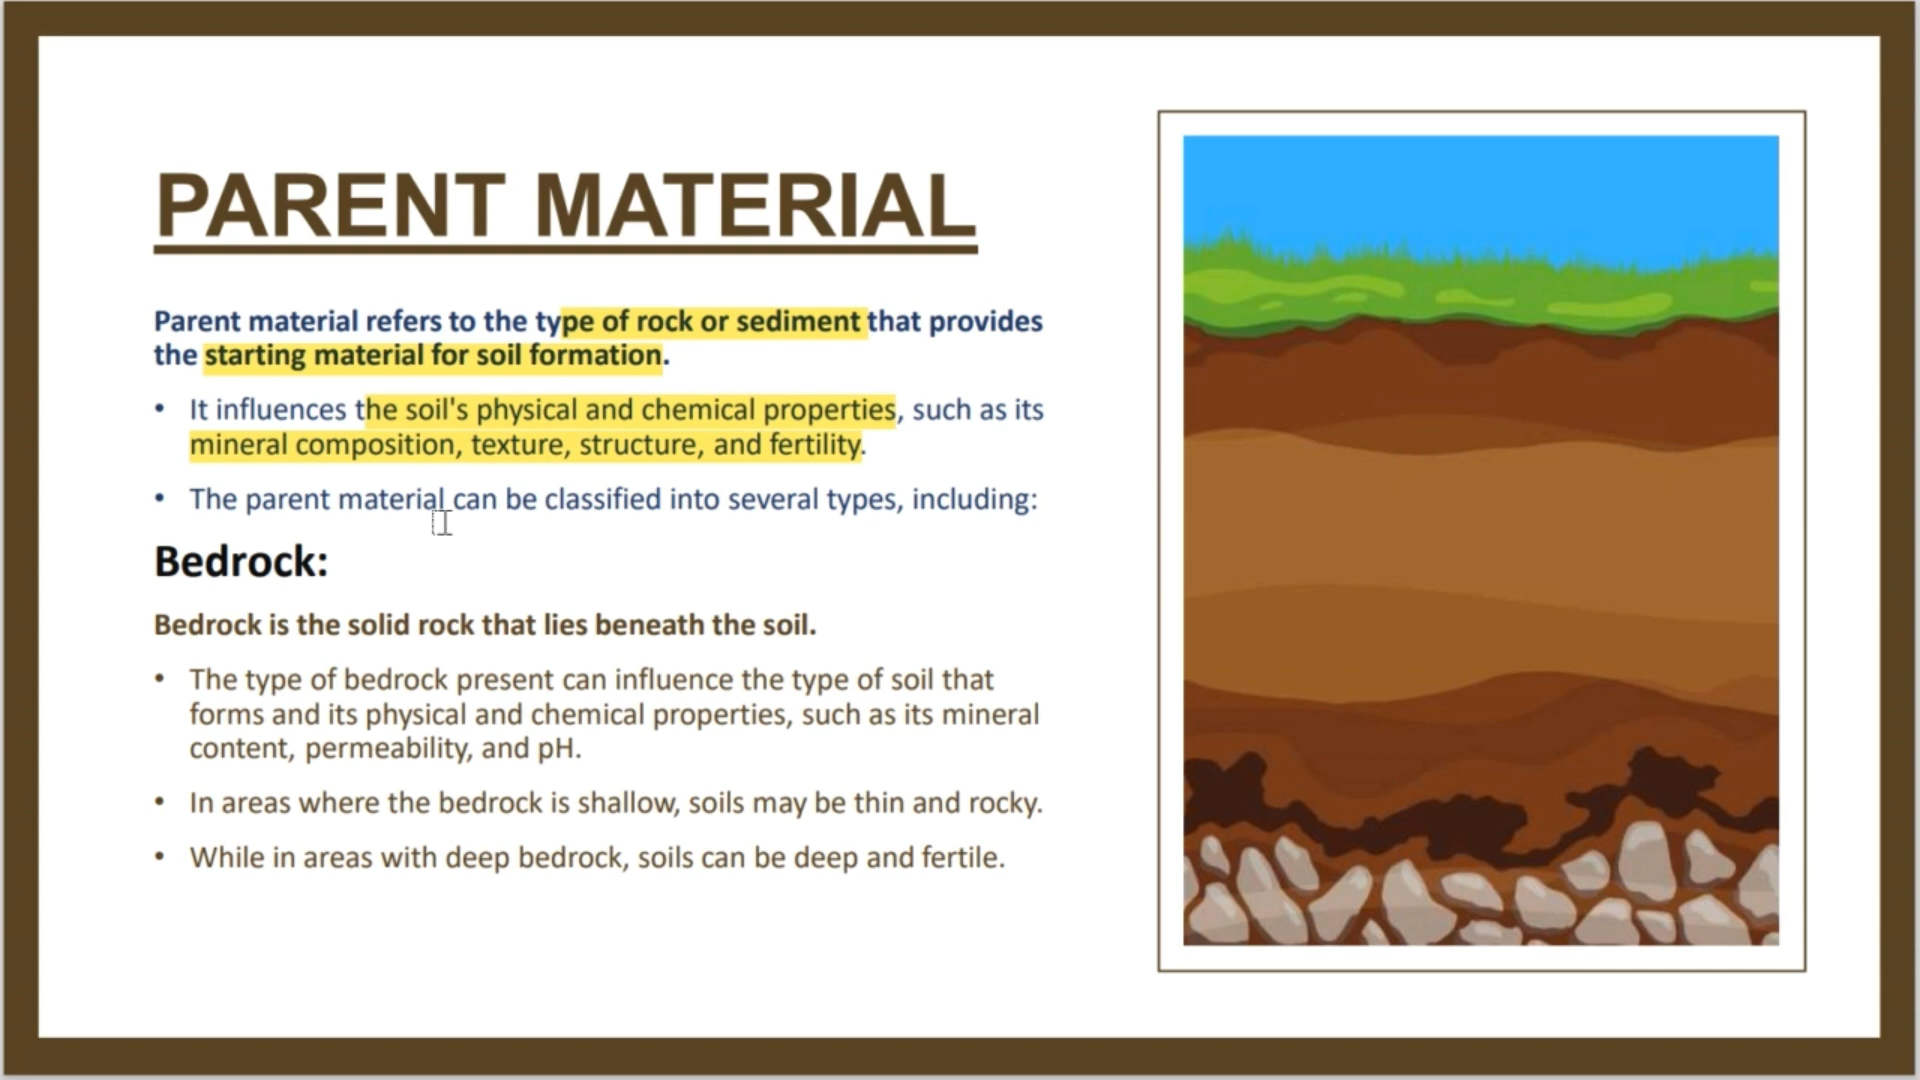 PARENT MATERIAL
Parent material refers to the type of rock or sediment that provides
the starting material for soil formation.
• It influences the soil's physical and chemical properties, such as its
mineral composition, texture, structure, and fertility.
• The parent material can be classified into several types, including:
Bedrock:
Bedrock is the solid rock that lies beneath the soil.
• The type of bedrock present can influence the type of soil that
forms and its physical and chemical properties, such as its mineral
content, permeability, and pH.
• In areas where the bedrock is shallow, soils may be thin and rocky.
• While in areas with deep bedrock, soils can be deep and fertile.